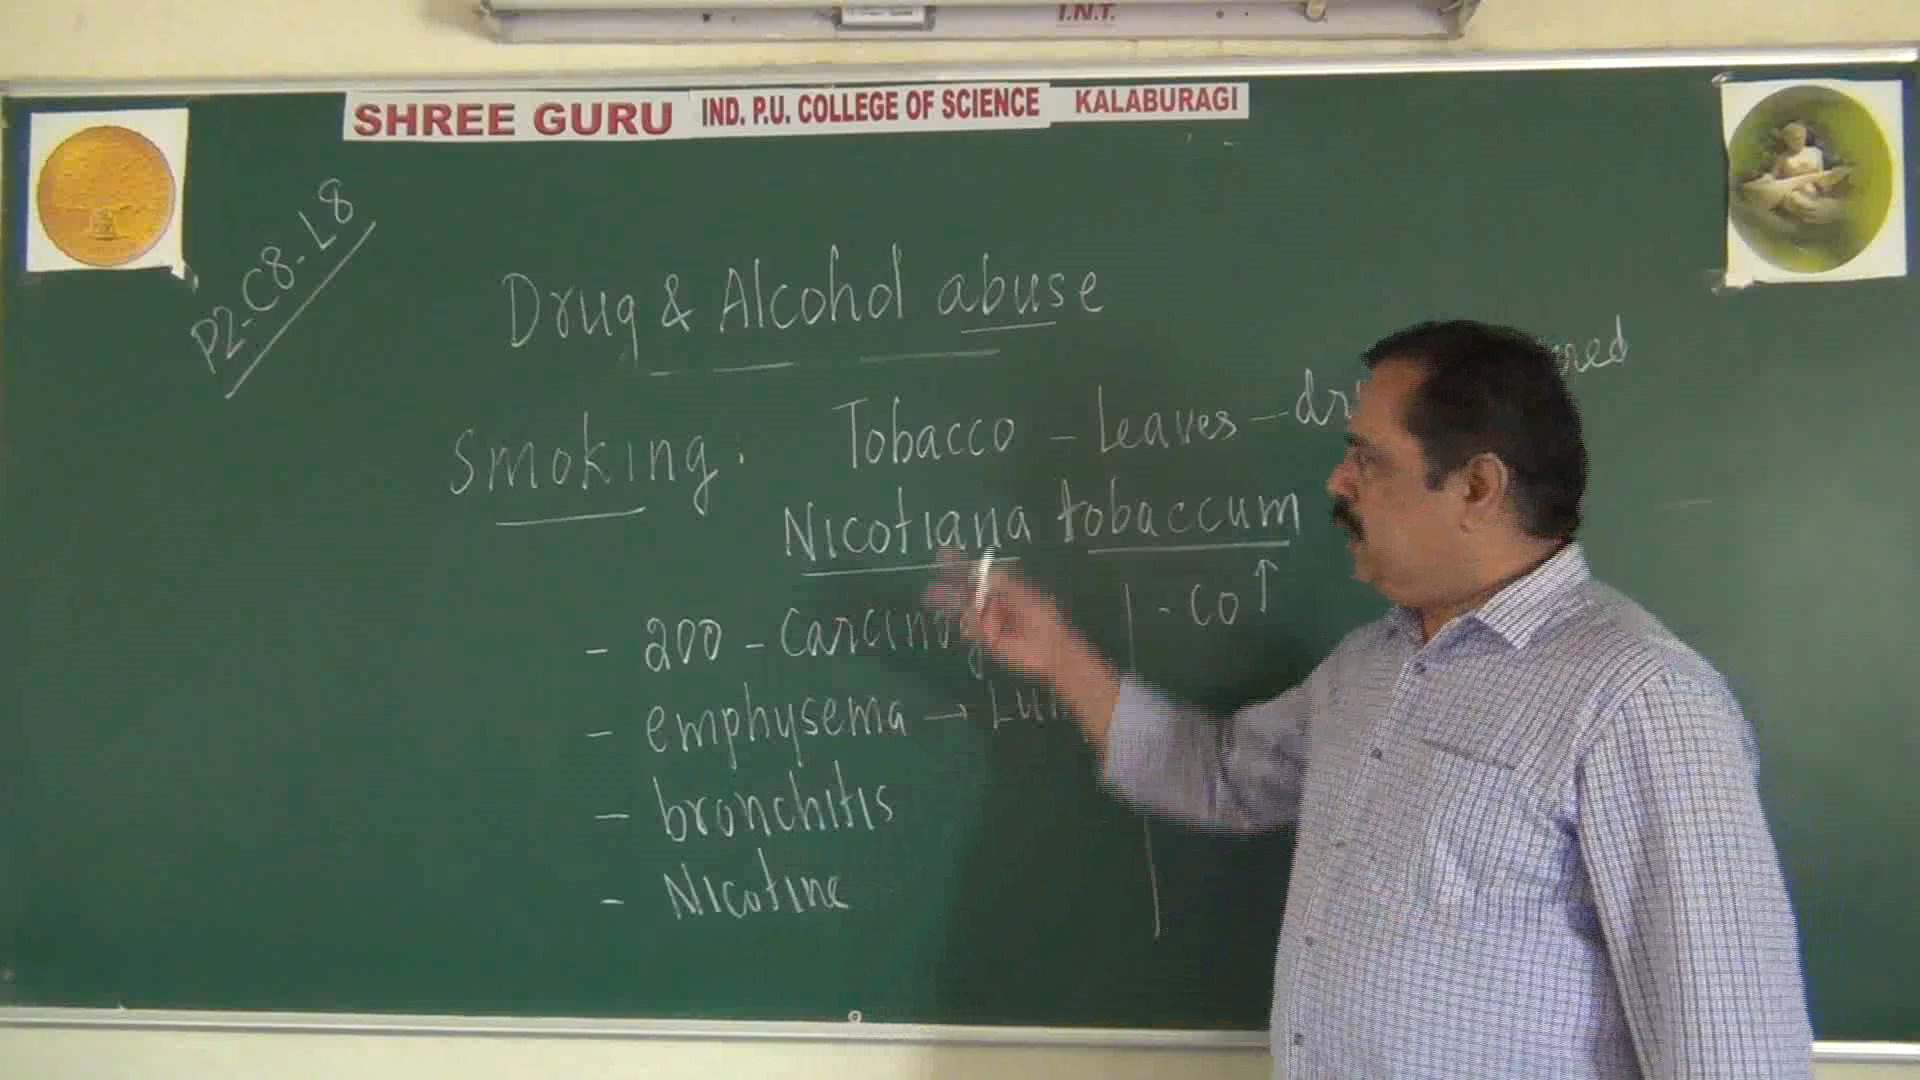 I.N.T.
SHREE GURU IND. P.U. COLLEGE OF SCIENCE KALABURAGI
P2-C8-L8
Drug & Alcohol abuse
Smoking: Tobacco - Leaves -
Nicotiana tobaccum
- 200 -
- CO↑
- emphysema →
- bronchitis
- Nicotine